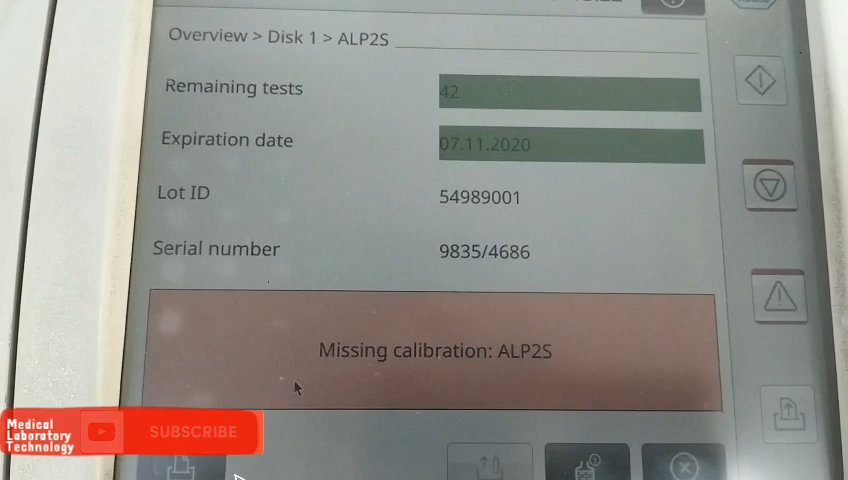 Overview > Disk 1 > ALP2S
Remaining tests 42
Expiration date 07.11.2020
Lot ID 54989001
Serial number 9835/4686
Missing calibration: ALP2S
Medical
Laboratory
Technology
SUBSCRIBE